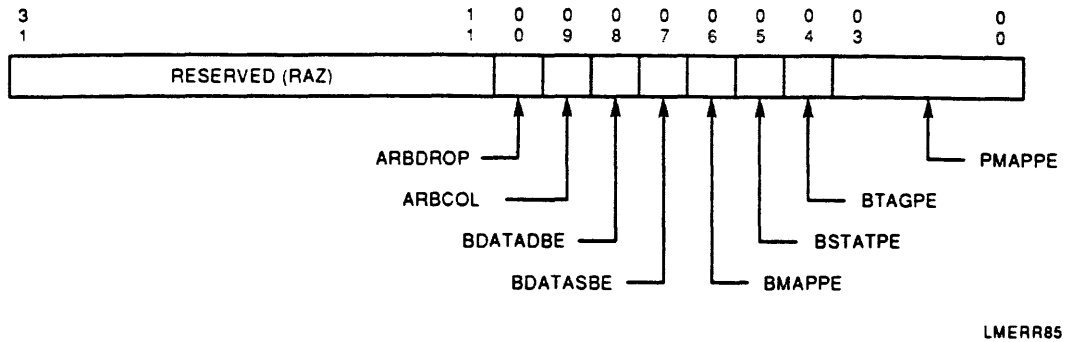 3 1 0 0 0 0 0 0 0 0 0
1 1 0 9 8 7 6 5 4 3 0
RESERVED (RAZ)
ARBDROP PMAPPE
ARBCOL BTAGPE
BDATADBE BSTATPE
BDATASBE BMAPPE
LMERR85